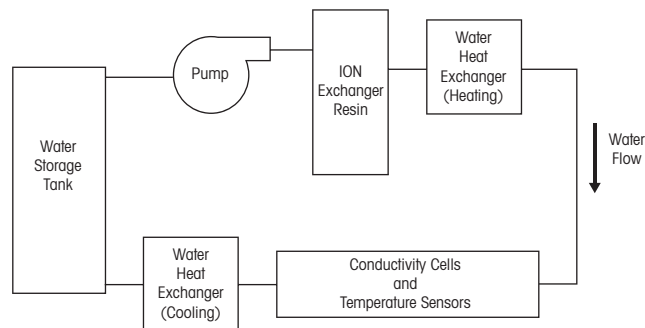 Water
Storage
Tank
Pump
ION
Exchanger
Resin
Water
Heat
Exchanger
(Heating)
Water
Flow
Conductivity Cells
and
Temperature Sensors
Water
Heat
Exchanger
(Cooling)